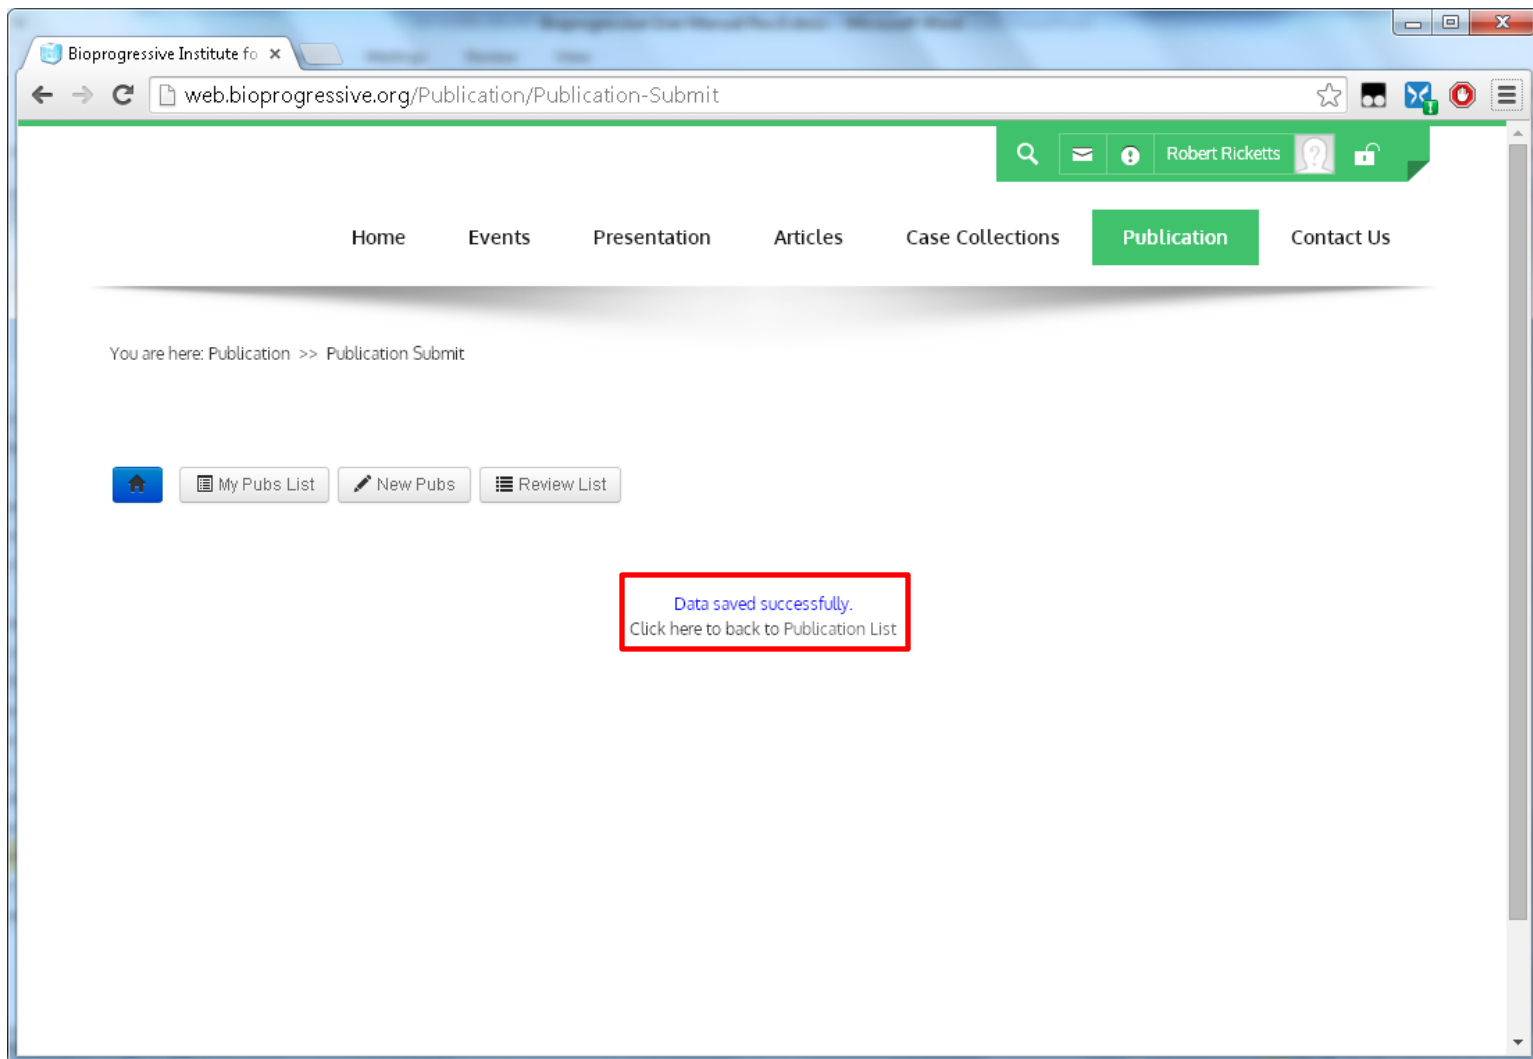 Bioprogressive Institute fo
web.bioprogressive.org/Publication/Publication-Submit
Robert Ricketts
Home Events Presentation Articles Case Collections Publication Contact Us
You are here: Publication >> Publication Submit
My Pubs List New Pubs Review List
Data saved successfully.
Click here to back to Publication List